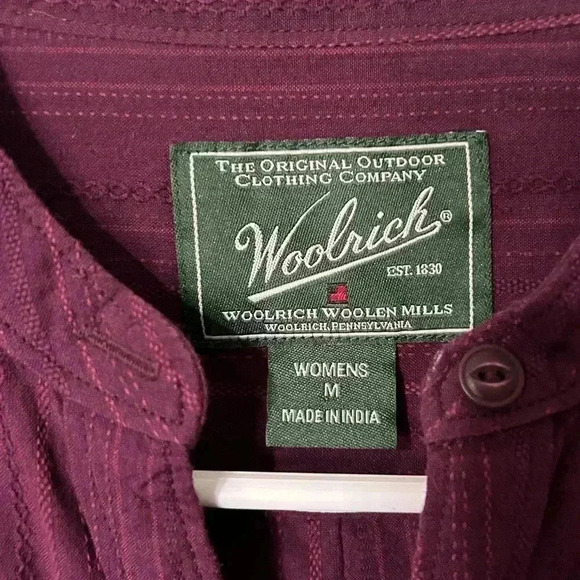 THE ORIGINAL OUTDOOR
CLOTHING COMPANY
Woolrich®
EST. 1830
WOOLRICH WOOLEN MILLS
WOOLRICH, PENNSYLVANIA
WOMENS
M
MADE IN INDIA